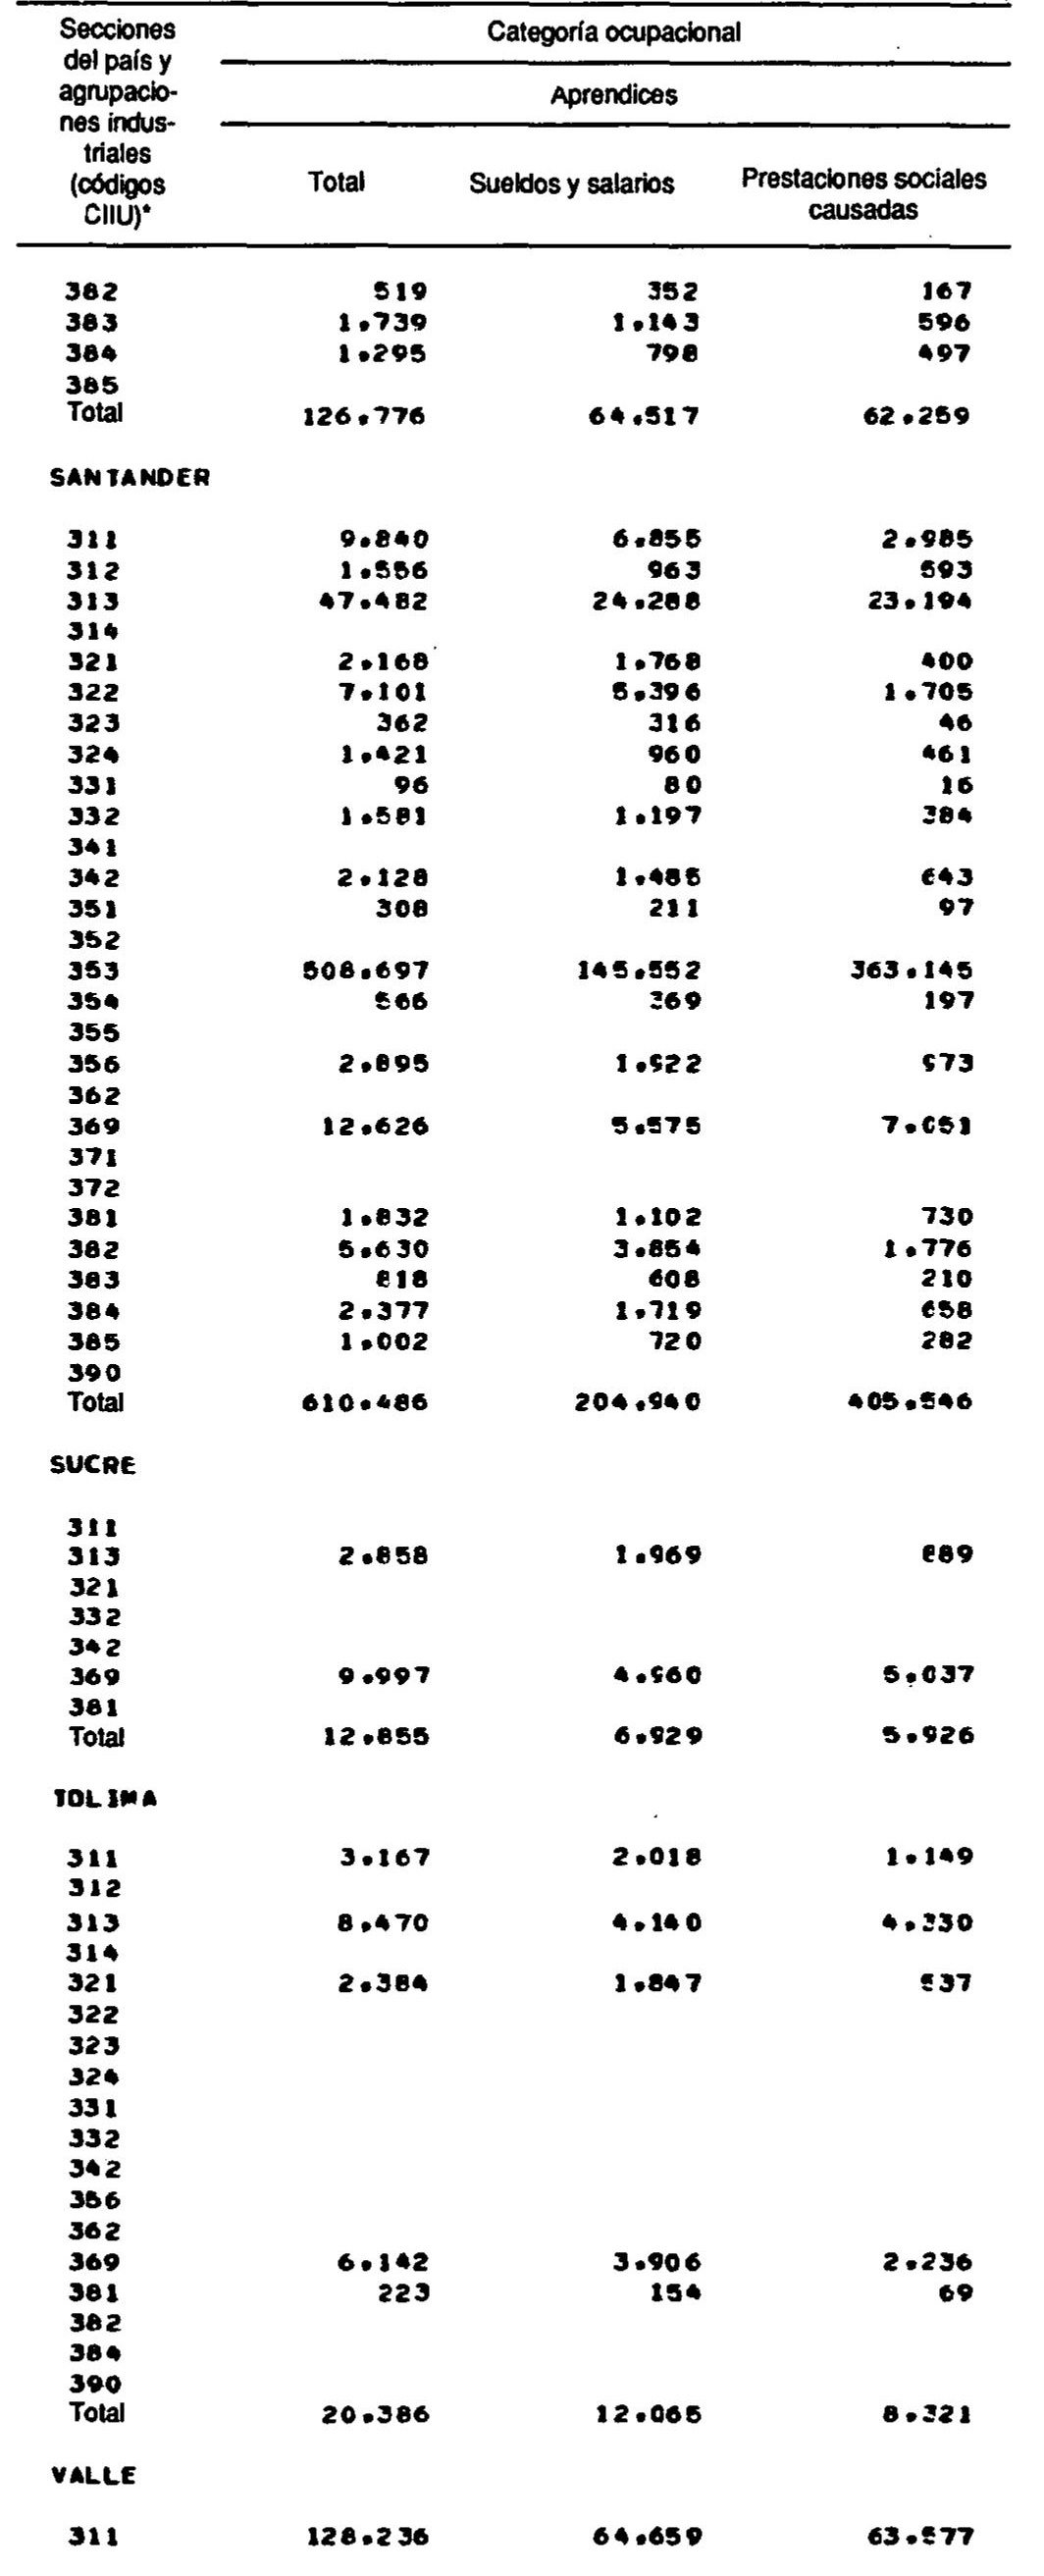 Secciones
del país y
agrupacio-
nes indus-
triales
(códigos
CIIU)*
Categoría ocupacional
Aprendices
Total Sueldos y salarios Prestaciones sociales
causadas
382 519 352 167
383 1.739 1.143 596
384 1.295 798 497
385
Total 126.776 64.517 62.259
SANTANDER
311 9.840 6.855 2.985
312 1.556 963 593
313 47.482 24.288 23.194
314
321 2.168 1.768 400
322 7.101 5.396 1.705
323 362 316 46
324 1.421 960 461
331 96 80 16
332 1.581 1.197 384
341
342 2.128 1.485 643
351 308 211 97
352
353 508.697 145.552 363.145
354 566 369 197
355
356 2.895 1.922 973
362
369 12.626 5.575 7.051
371
372
381 1.832 1.102 730
382 5.630 3.854 1.776
383 818 608 210
384 2.377 1.719 658
385 1.002 720 282
390
Total 610.486 204.940 405.546
SUCRE
311
313 2.858 1.969 889
321
332
342
369 9.997 4.960 5.037
381
Total 12.855 6.929 5.926
TOLIMA
311 3.167 2.018 1.149
312
313 8.470 4.140 4.330
314
321 2.384 1.847 537
322
323
324
331
332
342
356
362
369 6.142 3.906 2.236
381 223 154 69
382
384
390
Total 20.386 12.065 8.321
VALLE
311 128.236 64.659 63.577